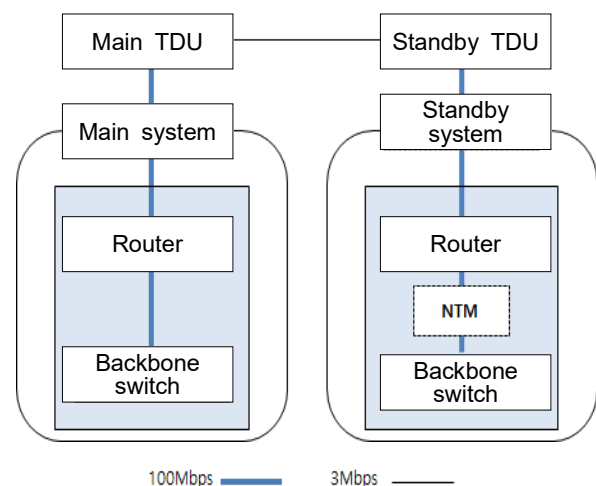 Main TDU
Standby TDU
Main system
Standby
system
Router
Router
NTM
Backbone
switch
Backbone
switch
100Mbps
3Mbps